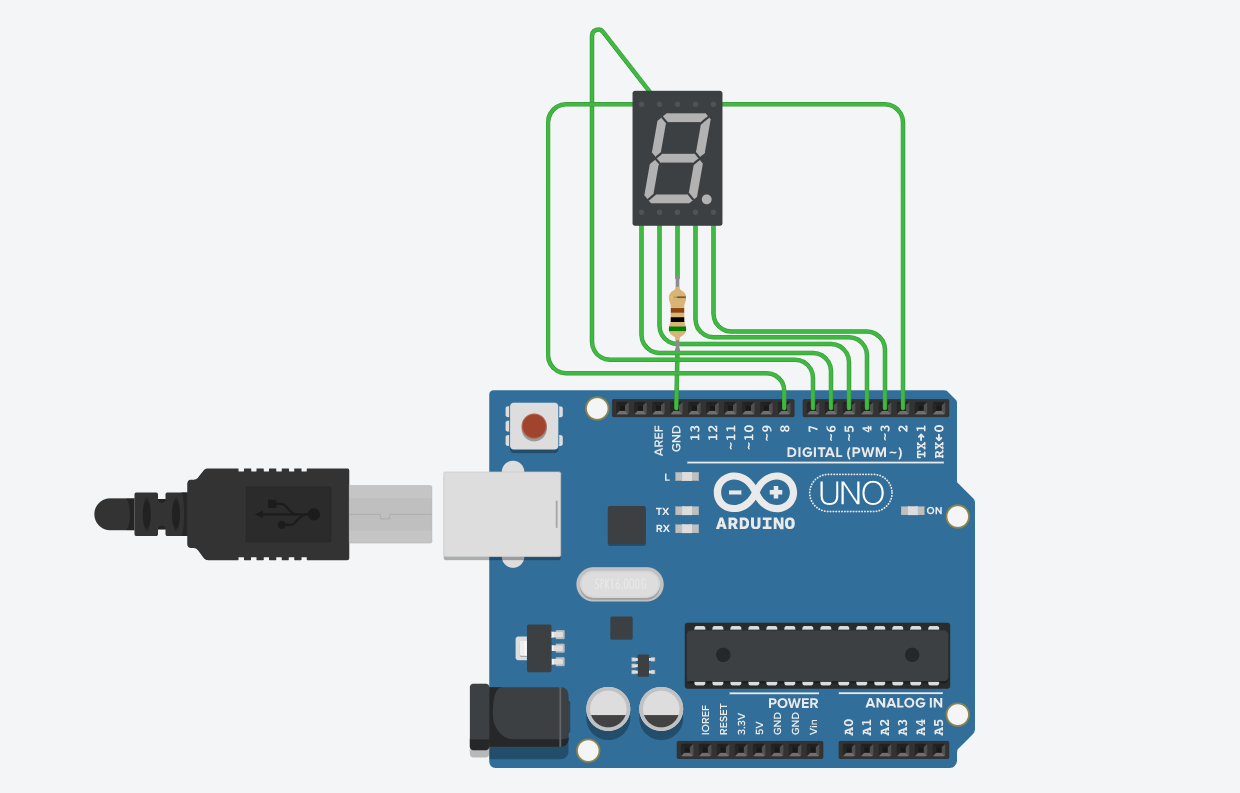 AREF
GND
13
12
~11
~10
~9
8
7
~6
~5
4
~3
2
TX→1
RX←0
DIGITAL (PWM~)
L
TX
RX
ARDUINO
UNO
ON
SPK16.000G
POWER
ANALOG IN
IOREF
RESET
3.3V
5V
GND
GND
Vin
A0
A1
A2
A3
A4
A5